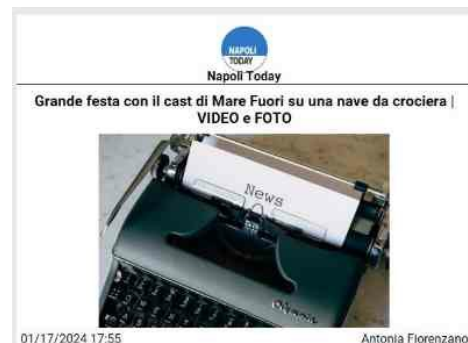 NAPOLI
TODAY
Napoli Today
Grande festa con il cast di Mare Fuori su una nave da crociera |
VIDEO e FOTO
News
Olympia
01/17/2024 17:55
Antonia Fiorenzano